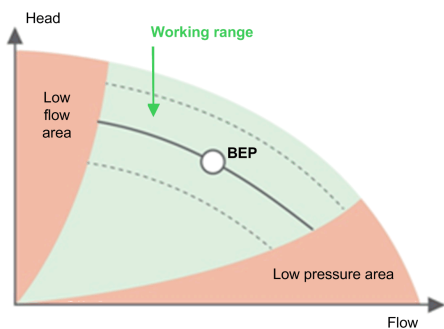 Head
Working range
Low
flow
area
BEP
Low pressure area
Flow